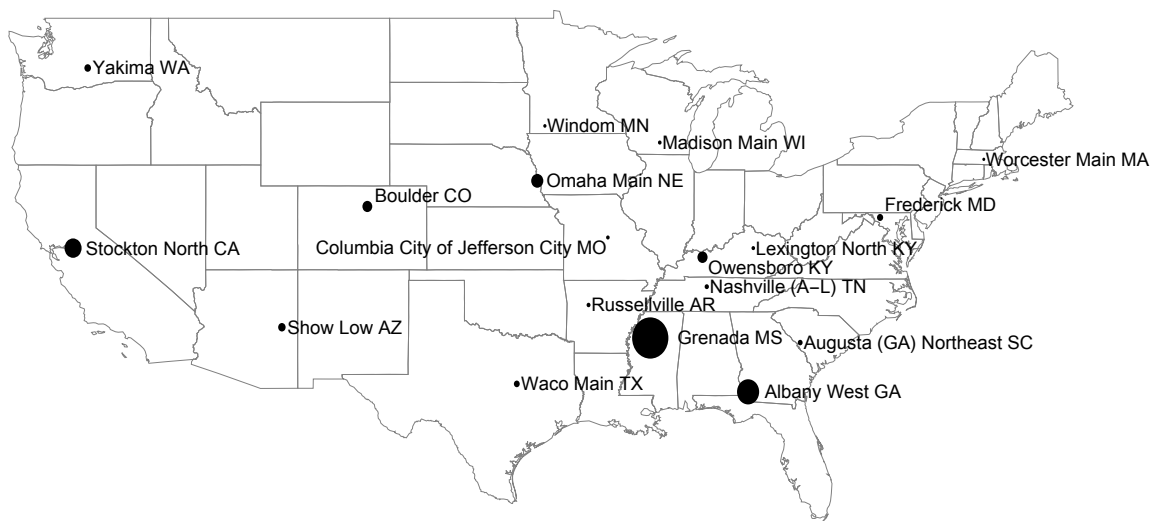 Yakima WA
Windom MN
Madison Main WI
Worcester Main MA
Omaha Main NE
Boulder CO
Frederick MD
Stockton North CA
Columbia City of Jefferson City MO
Lexington North KY
Owensboro KY
Nashville (A−L) TN
Russellville AR
Show Low AZ
Grenada MS
Augusta (GA) Northeast SC
Waco Main TX
Albany West GA